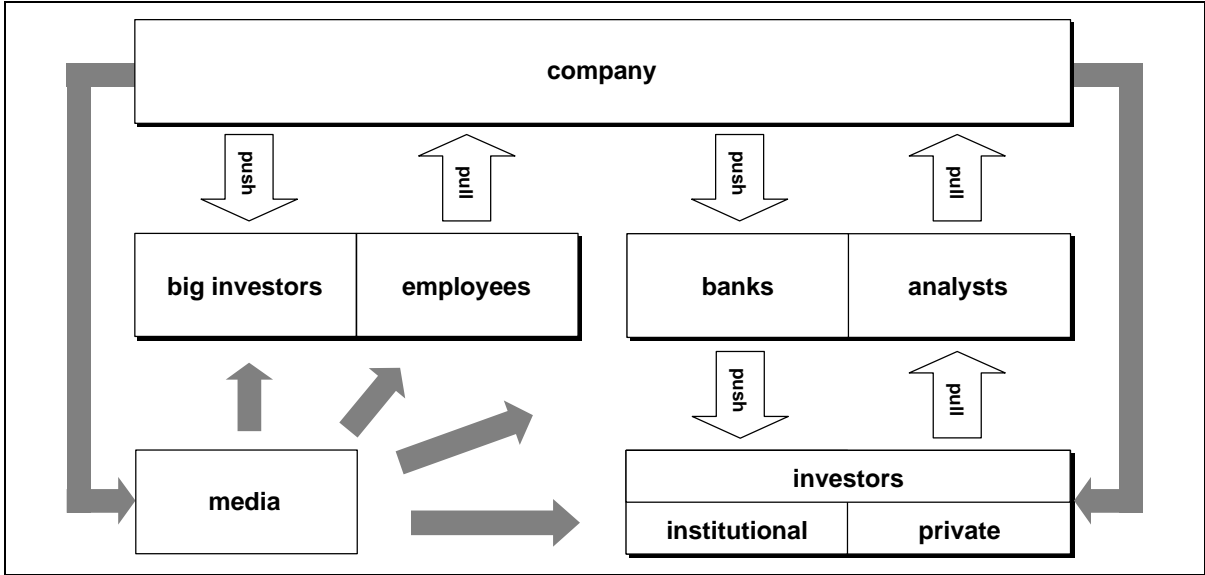 company
push
pull
push
pull
big investors
employees
banks
analysts
push
pull
media
investors
institutional
private